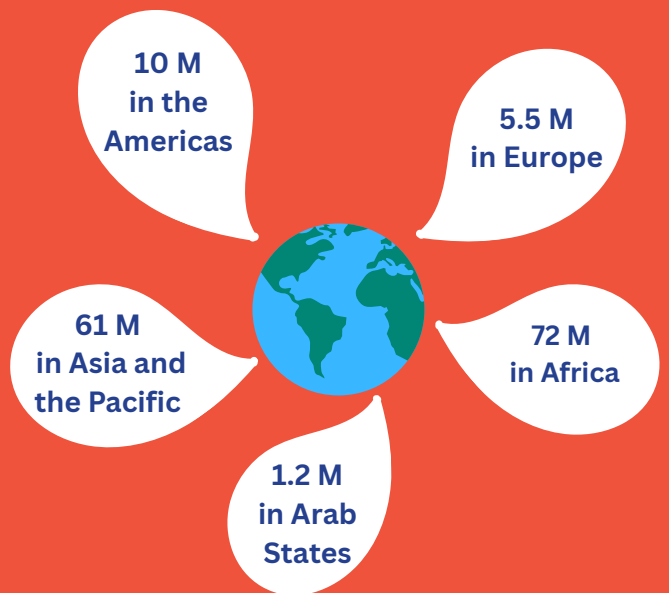 10 M
in the
Americas
5.5 M
in Europe
61 M
in Asia and
the Pacific
72 M
in Africa
1.2 M
in Arab
States